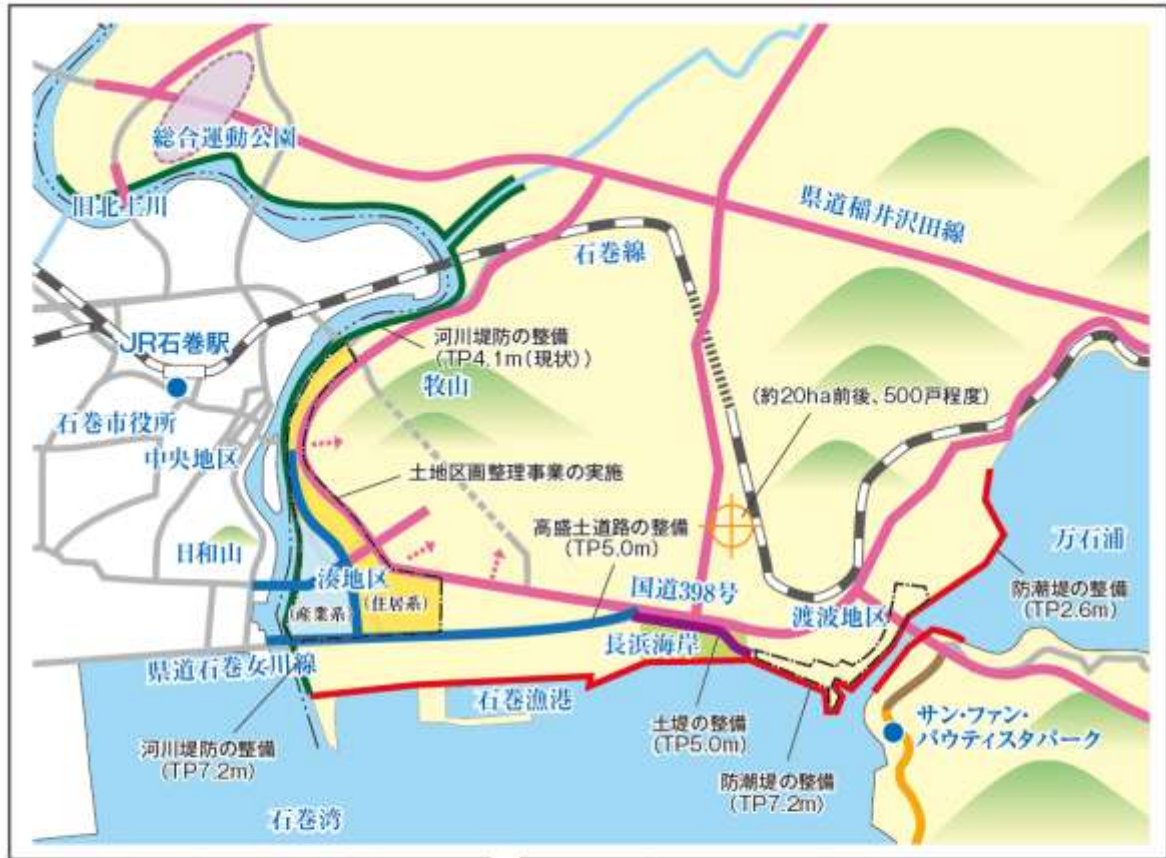 総合運動公園
旧北上川
県道稲井沢田線
石巻線
JR石巻駅
河川堤防の整備
(TP4.1m(現状))
牧山
(約20ha前後、500戸程度)
石巻市役所
中央地区
土地区画整理事業の実施
高盛土道路の整備
(TP5.0m)
日和山
湊地区
(産業系)
(住居系)
国道398号
万石浦
渡波地区
防潮堤の整備
(TP2.6m)
長浜海岸
県道石巻女川線
石巻漁港
土堤の整備
(TP5.0m)
サン・ファン・
バウティスタパーク
河川堤防の整備
(TP7.2m)
防潮堤の整備
(TP7.2m)
石巻湾